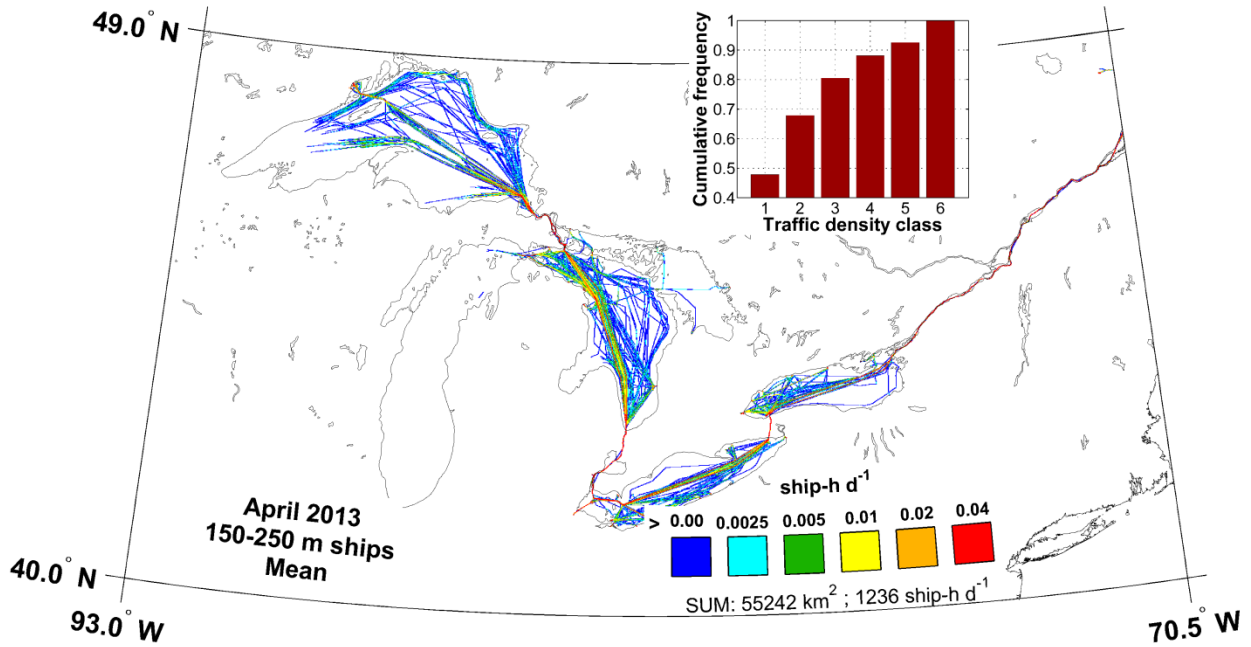 49.0° N
1
0.9
0.8
0.7
0.6
0.5
0.4
Cumulative frequency
1 2 3 4 5 6
Traffic density class
April 2013
150-250 m ships
Mean
ship-h d⁻¹
> 0.00 0.0025 0.005 0.01 0.02 0.04
SUM: 55242 km² ; 1236 ship-h d⁻¹
40.0° N
93.0° W
70.5° W